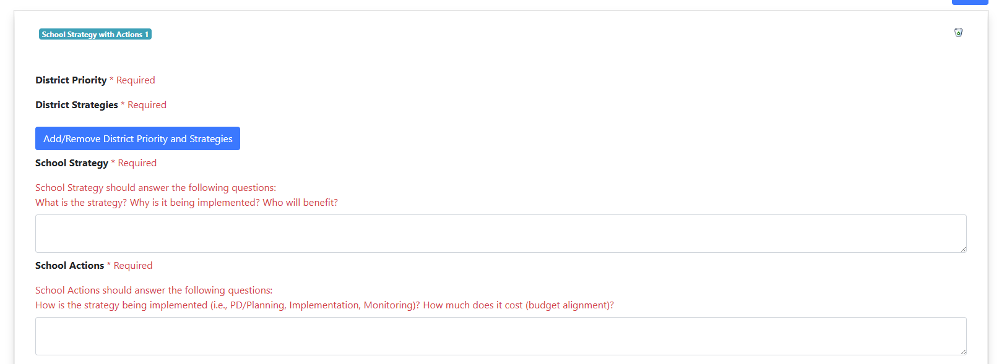 School Strategy with Actions 1
District Priority * Required
District Strategies * Required
Add/Remove District Priority and Strategies
School Strategy * Required
School Strategy should answer the following questions:
What is the strategy? Why is it being implemented? Who will benefit?
School Actions * Required
School Actions should answer the following questions:
How is the strategy being implemented (i.e., PD/Planning, Implementation, Monitoring)? How much does it cost (budget alignment)?